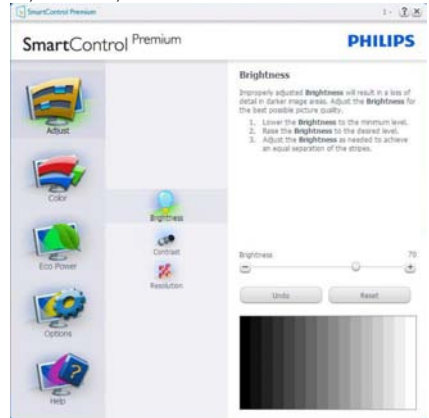 SmartControl Premium
1 -
SmartControl Premium
PHILIPS
Adjust
Color
Eco Power
Options
Help
Brightness
Contrast
Resolution
Brightness
Improperly adjusted Brightness will result in a loss of
detail in darker image areas. Adjust the Brightness for
the best possible picture quality.
1. Lower the Brightness to the minimum level.
2. Raise the Brightness to the desired level.
3. Adjust the Brightness as needed to achieve
an equal separation of the stripes.
Brightness 70
Undo Reset